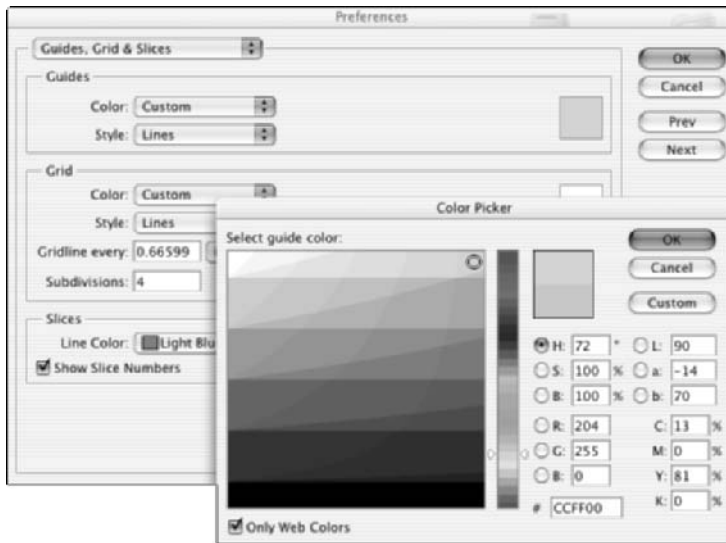 Preferences
Guides, Grid & Slices
Guides
Color: Custom
Style: Lines
OK
Cancel
Prev
Next
Grid
Color: Custom
Style: Lines
Gridline every: 0.66599
Subdivisions: 4
Slices
Line Color: Light Blu
Show Slice Numbers
Color Picker
Select guide color:
OK
Cancel
Custom
H: 72 °
L: 90
S: 100 %
a: -14
B: 100 %
b: 70
R: 204
C: 13 %
G: 255
M: 0 %
B: 0
Y: 81 %
# CCFF00
K: 0 %
Only Web Colors